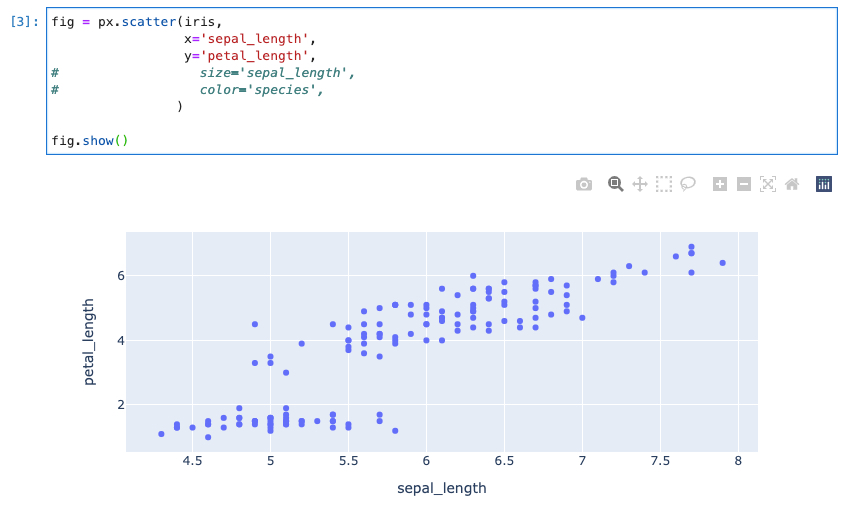 [3]: fig = px.scatter(iris,
x='sepal_length',
y='petal_length',
# size='sepal_length',
# color='species',
)
fig.show()
6
4
2
petal_length
4.5 5 5.5 6 6.5 7 7.5 8
sepal_length